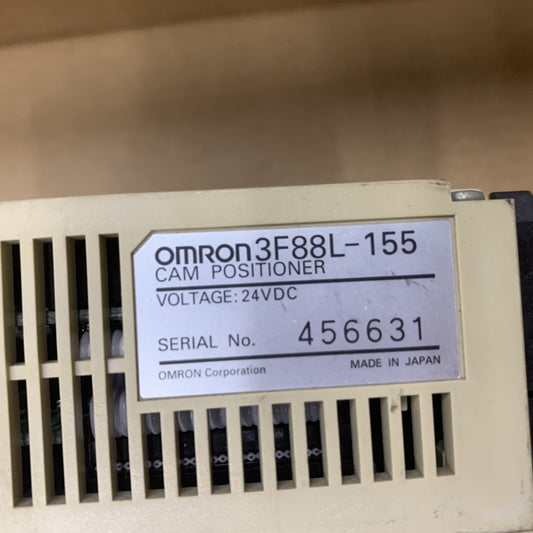 OMRON 3F88L-155
CAM POSITIONER
VOLTAGE: 24VDC
SERIAL No. 456631
OMRON Corporation MADE IN JAPAN